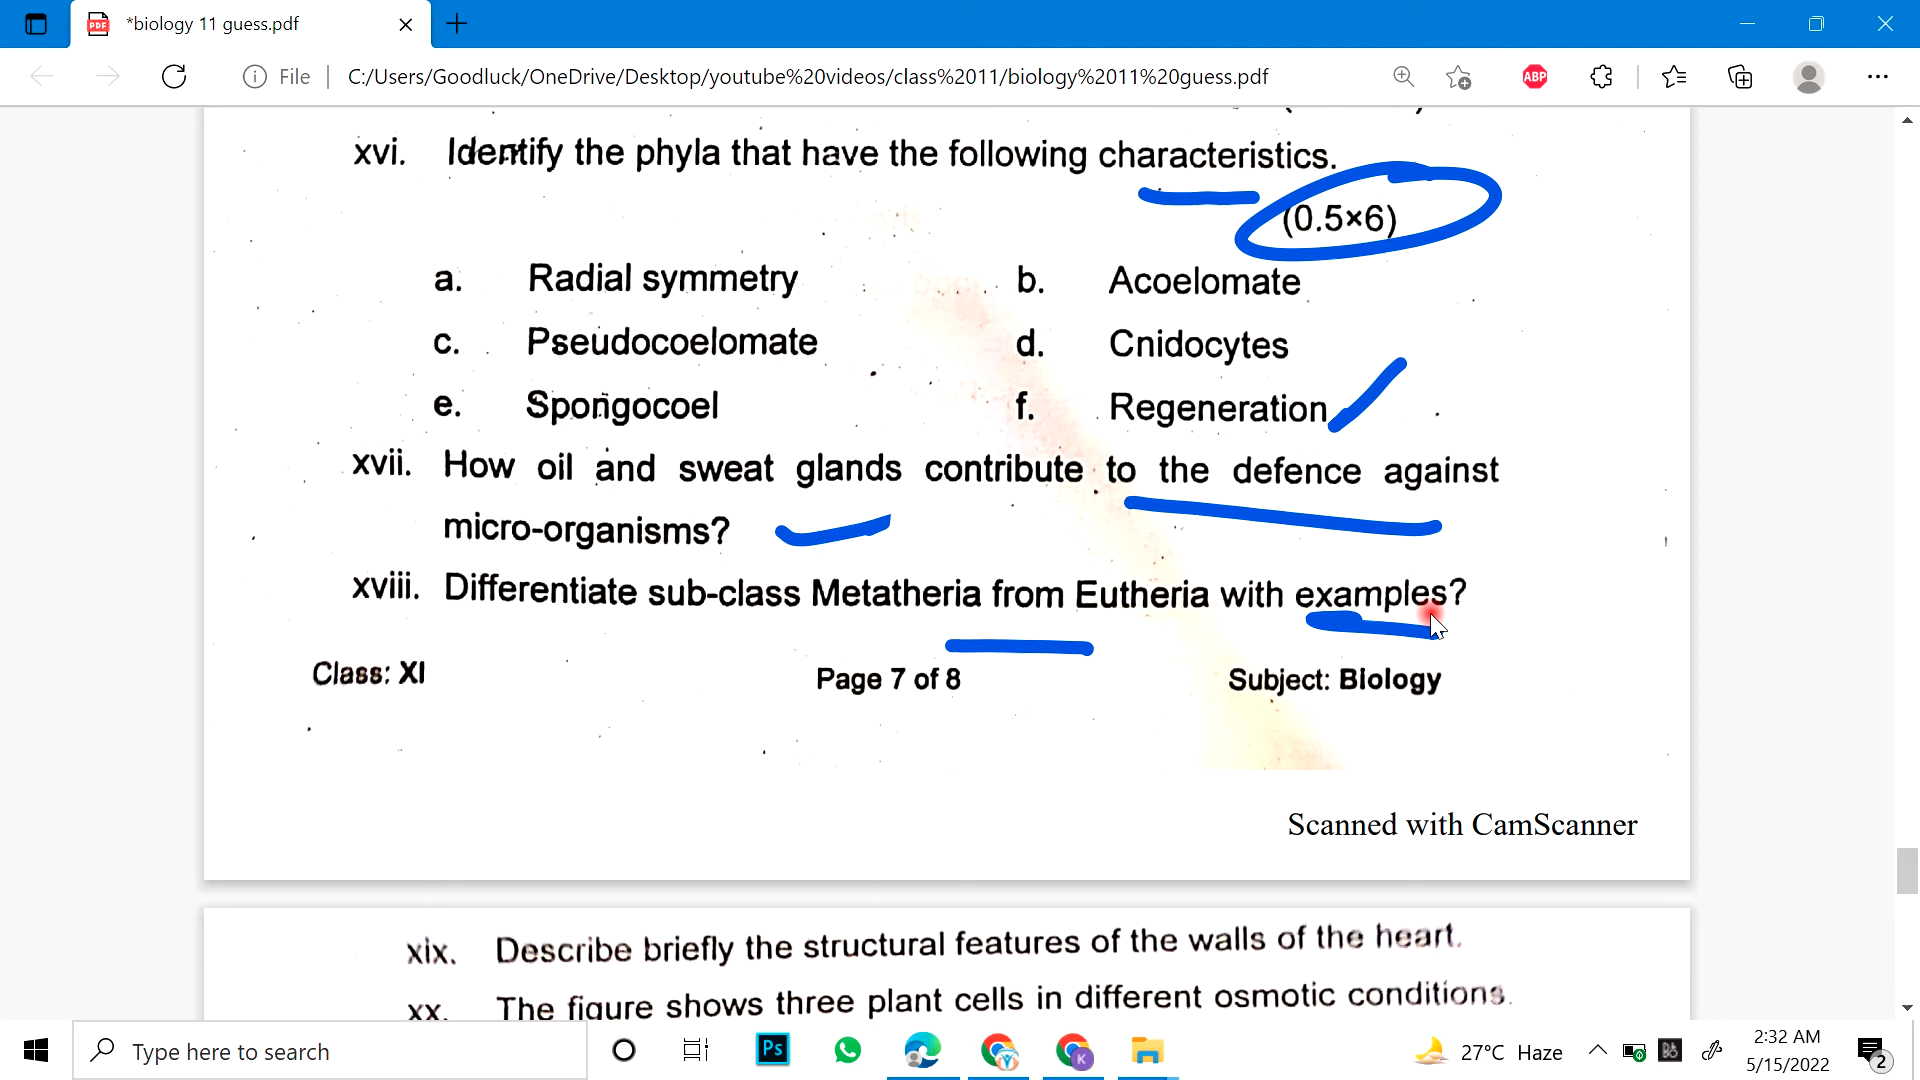 *biology 11 guess.pdf
File
C:/Users/Goodluck/OneDrive/Desktop/youtube%20videos/class%2011/biology%2011%20guess.pdf
ABP
xvi. Identify the phyla that have the following characteristics.
(0.5×6)
a. Radial symmetry b. Acoelomate
c. Pseudocoelomate d. Cnidocytes
e. Spongocoel f. Regeneration
xvii. How oil and sweat glands contribute to the defence against
micro-organisms?
xviii. Differentiate sub-class Metatheria from Eutheria with examples?
Class: XI Page 7 of 8 Subject: Biology
Scanned with CamScanner
xix. Describe briefly the structural features of the walls of the heart.
xx. The figure shows three plant cells in different osmotic conditions.
Type here to search
Ps
K
27°C Haze
2:32 AM
5/15/2022
2